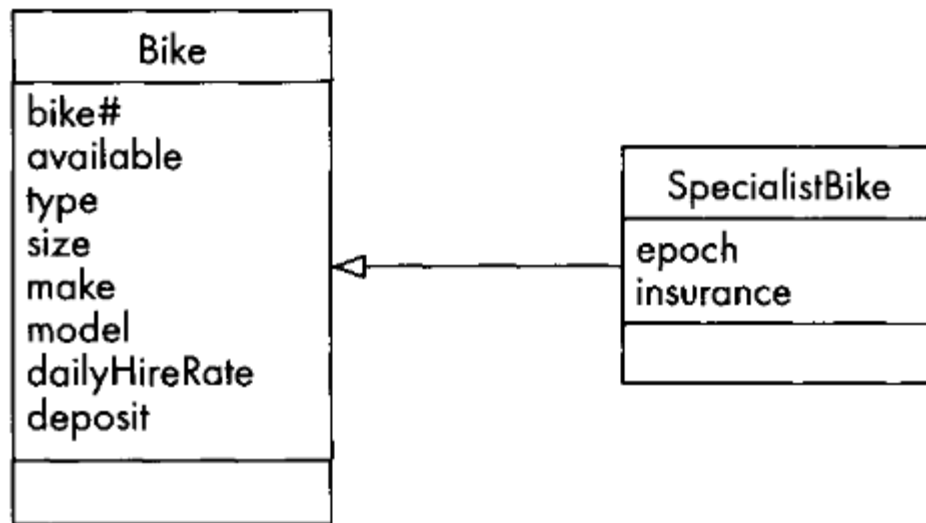 Bike
bike#
available
type
size
make
model
dailyHireRate
deposit
SpecialistBike
epoch
insurance